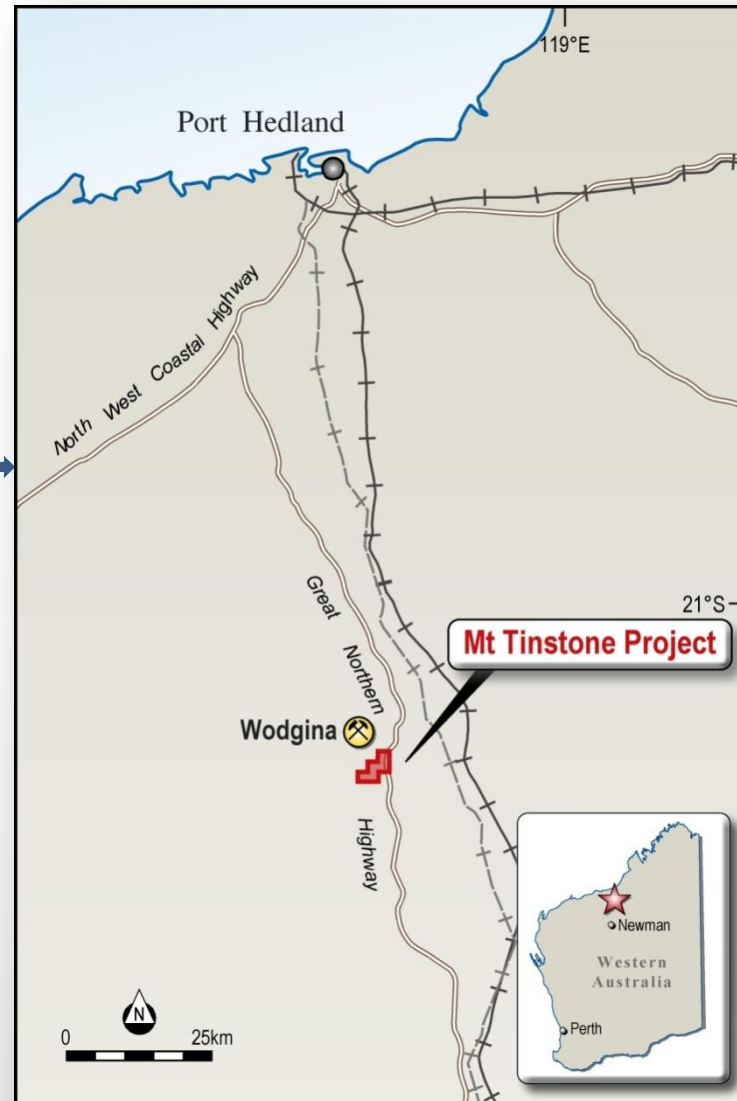 119°E
Port Hedland
North West Coastal Highway
21°S
Great Northern Highway
Mt Tinstone Project
Wodgina
Newman
Western
Australia
Perth
N
0 25km